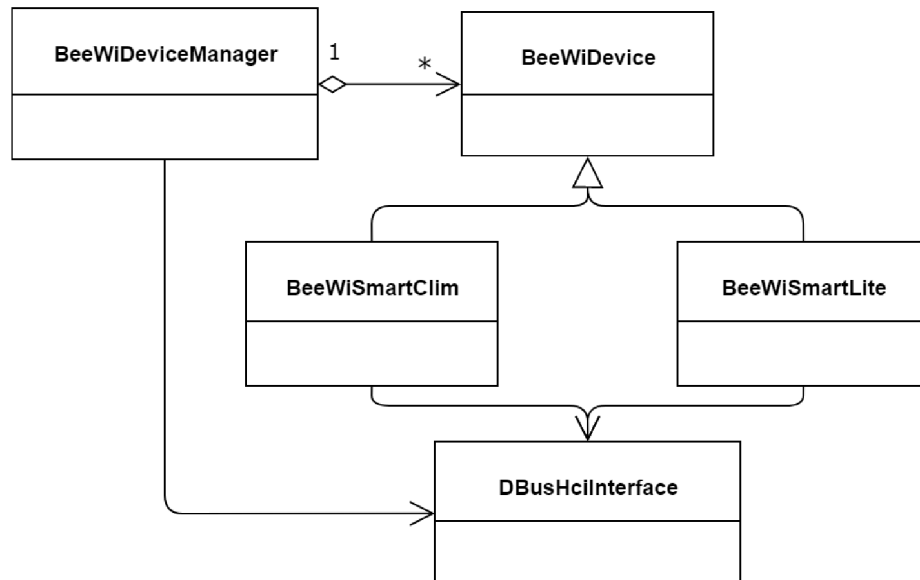 BeeWiDeviceManager
1
*
BeeWiDevice
BeeWiSmartClim
BeeWiSmartLite
DBusHciInterface